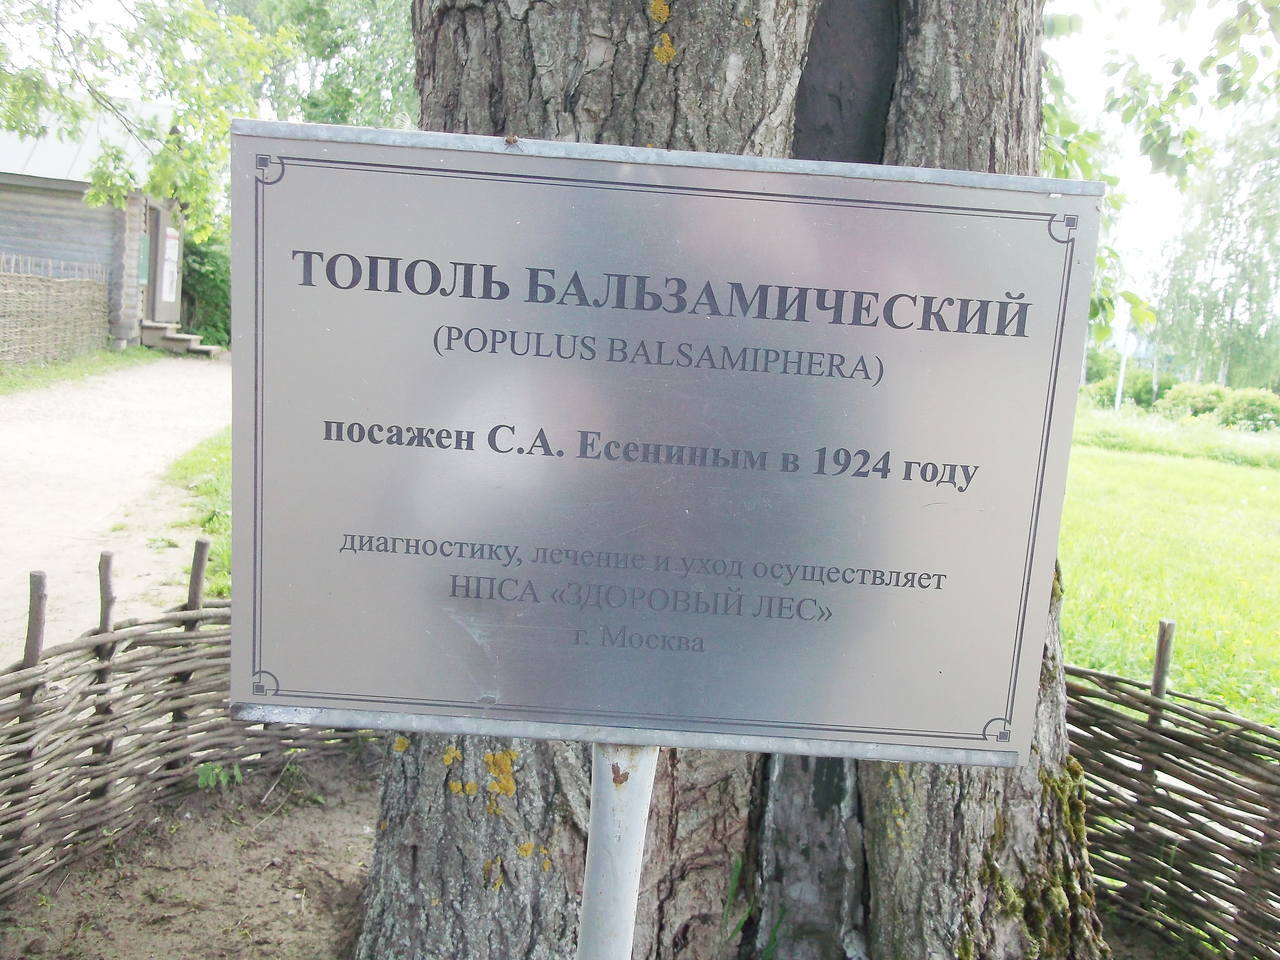 ТОПОЛЬ БАЛЬЗАМИЧЕСКИЙ
(POPULUS BALSAMIPHERA)
посажен С.А. Есениным в 1924 году
диагностику, лечение и уход осуществляет
НПСА «ЗДОРОВЫЙ ЛЕС»
г. Москва